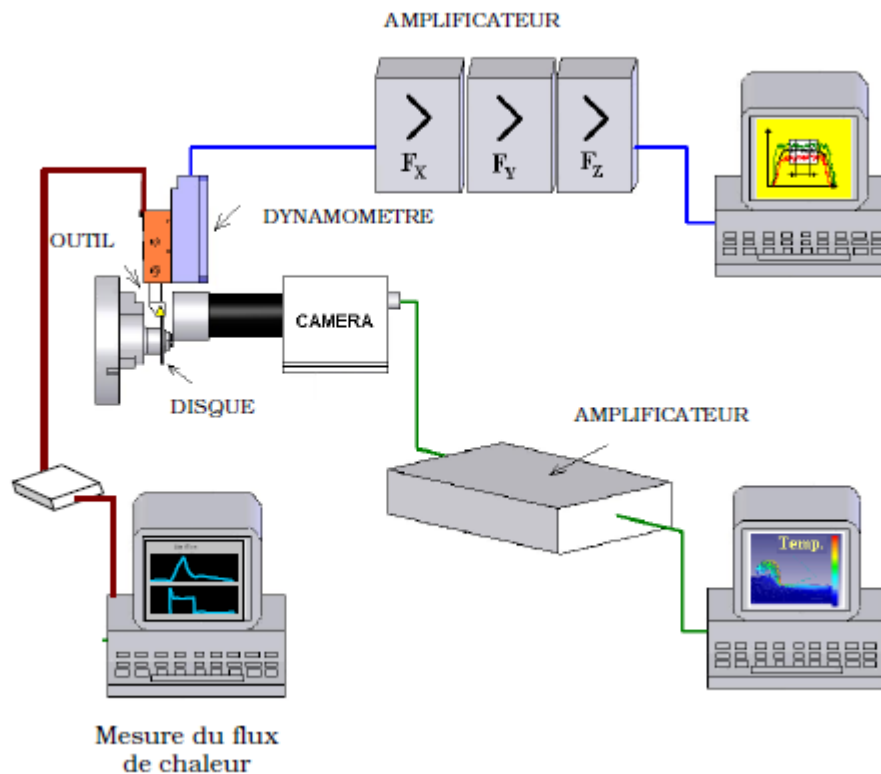 AMPLIFICATEUR
F_X
F_Y
F_Z
DYNAMOMETRE
OUTIL
CAMERA
DISQUE
AMPLIFICATEUR
Temp.
Mesure du flux
de chaleur